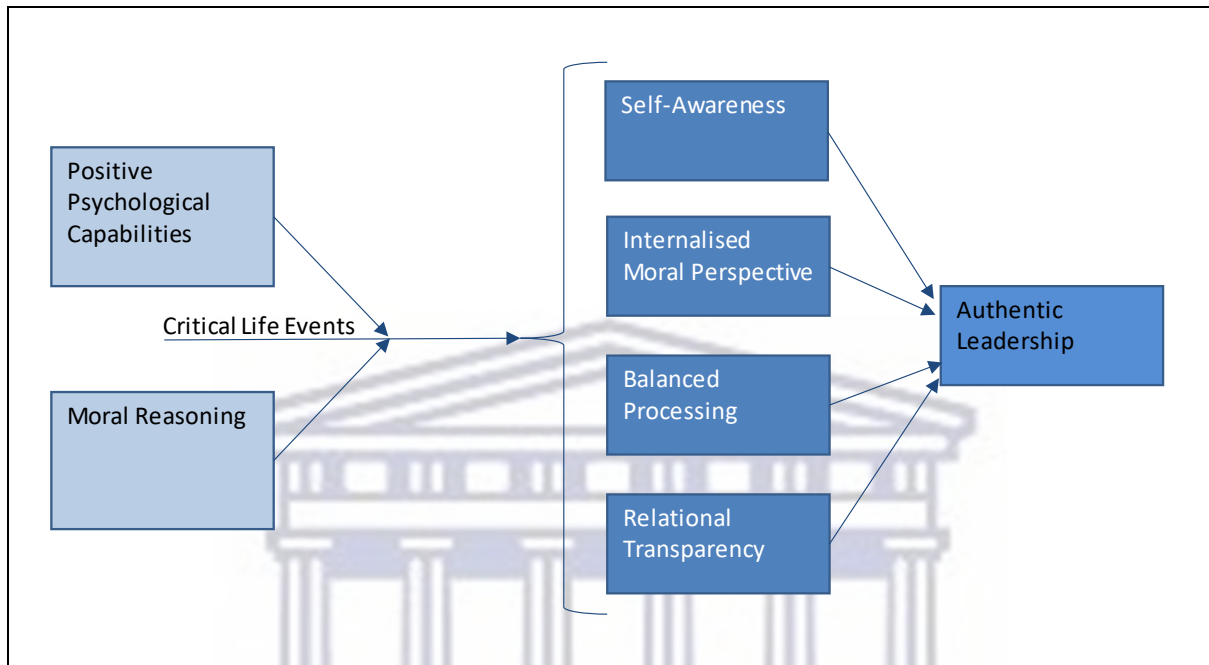 Positive
Psychological
Capabilities
Critical Life Events
Moral Reasoning
Self-Awareness
Internalised
Moral Perspective
Balanced
Processing
Relational
Transparency
Authentic
Leadership